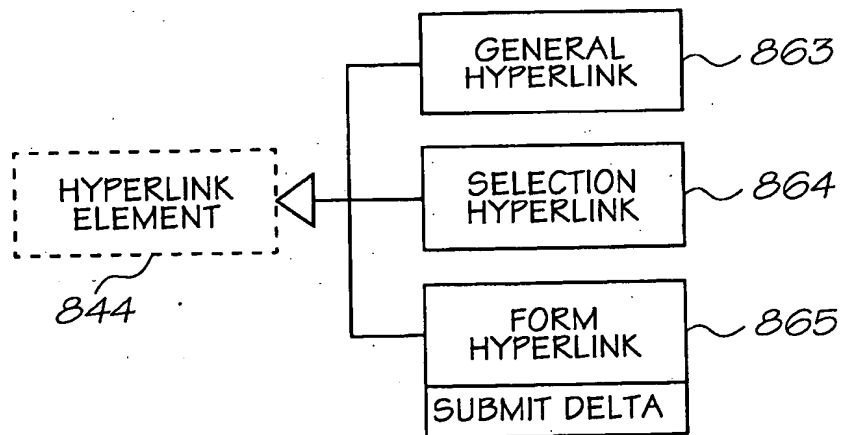 GENERAL
HYPERLINK
863
HYPERLINK
ELEMENT
844
SELECTION
HYPERLINK
864
FORM
HYPERLINK
865
SUBMIT DELTA